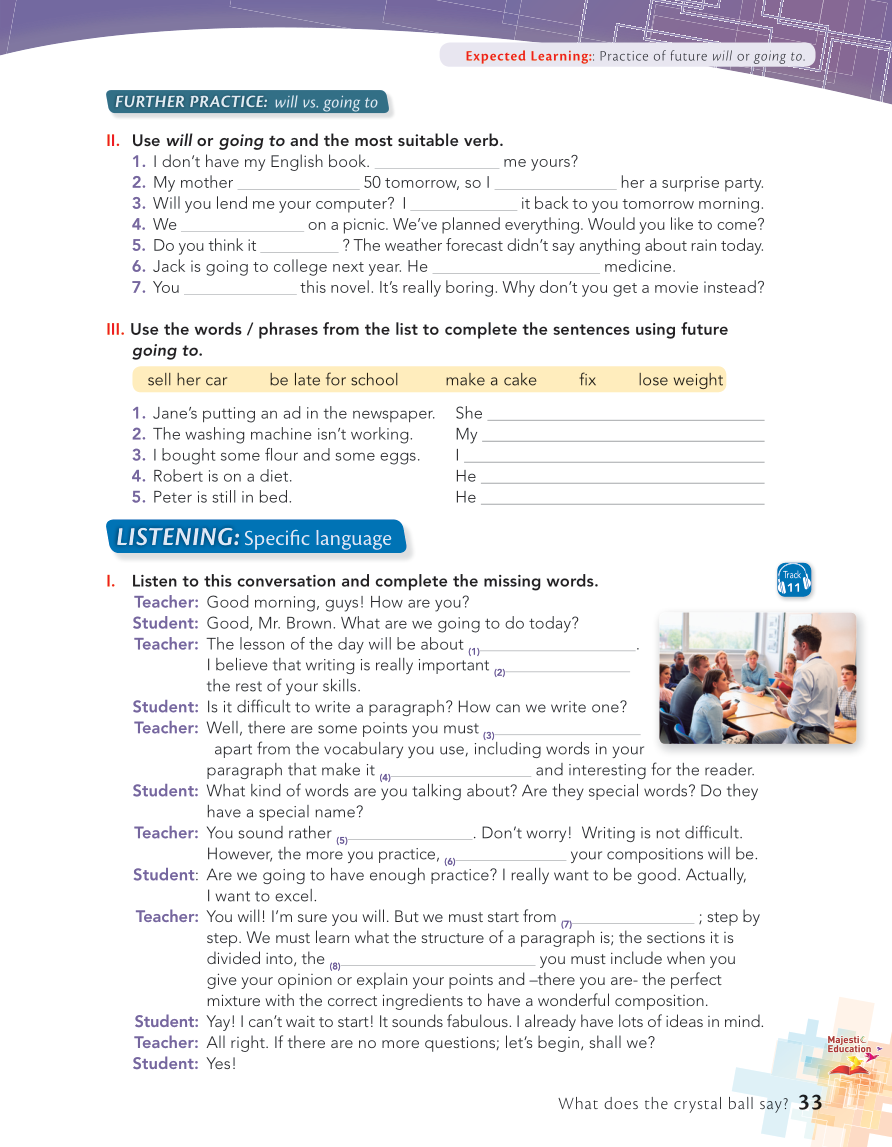 Expected Learning:: Practice of future will or going to.
FURTHER PRACTICE: will vs. going to
II. Use will or going to and the most suitable verb.
1. I don't have my English book. ______________ me yours?
2. My mother ______________ 50 tomorrow, so I ______________ her a surprise party.
3. Will you lend me your computer? I ____________ it back to you tomorrow morning.
4. We ______________ on a picnic. We've planned everything. Would you like to come?
5. Do you think it _________ ? The weather forecast didn't say anything about rain today.
6. Jack is going to college next year. He ___________________ medicine.
7. You _____________ this novel. It's really boring. Why don't you get a movie instead?
III. Use the words / phrases from the list to complete the sentences using future
going to.
sell her car be late for school make a cake fix lose weight
1. Jane's putting an ad in the newspaper. She ______________________________
2. The washing machine isn't working. My ______________________________
3. I bought some flour and some eggs. I ______________________________
4. Robert is on a diet. He ______________________________
5. Peter is still in bed. He ______________________________
LISTENING: Specific language
I. Listen to this conversation and complete the missing words.
Track
11
Teacher: Good morning, guys! How are you?
Student: Good, Mr. Brown. What are we going to do today?
Teacher: The lesson of the day will be about (1)__________________.
I believe that writing is really important (2)______________
the rest of your skills.
Student: Is it difficult to write a paragraph? How can we write one?
Teacher: Well, there are some points you must (3)________________
apart from the vocabulary you use, including words in your
paragraph that make it (4)________________ and interesting for the reader.
Student: What kind of words are you talking about? Are they special words? Do they
have a special name?
Teacher: You sound rather (5)______________. Don't worry! Writing is not difficult.
However, the more you practice, (6)____________ your compositions will be.
Student: Are we going to have enough practice? I really want to be good. Actually,
I want to excel.
Teacher: You will! I'm sure you will. But we must start from (7)______________ ; step by
step. We must learn what the structure of a paragraph is; the sections it is
divided into, the (8)______________________ you must include when you
give your opinion or explain your points and –there you are- the perfect
mixture with the correct ingredients to have a wonderful composition.
Student: Yay! I can't wait to start! It sounds fabulous. I already have lots of ideas in mind.
Teacher: All right. If there are no more questions; let's begin, shall we?
Student: Yes!
Majestic
Education
What does the crystal ball say? 33